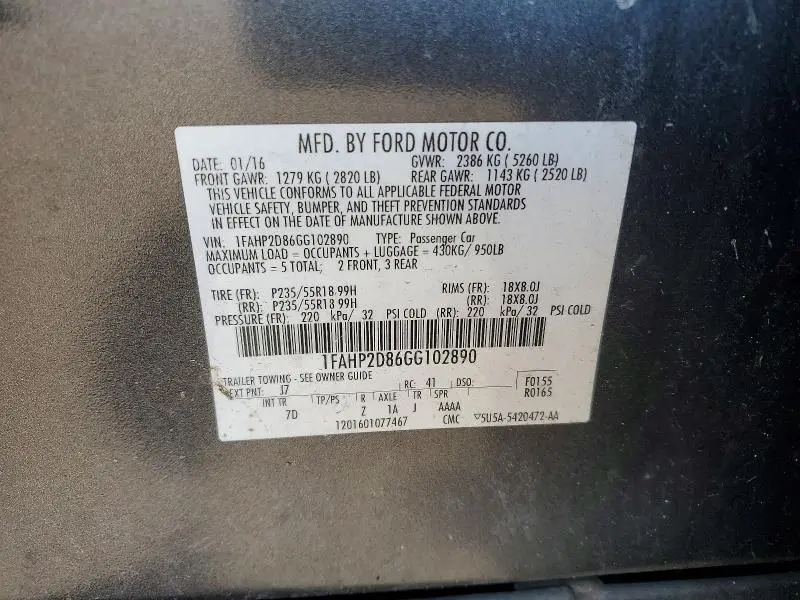 MFD. BY FORD MOTOR CO.
DATE: 01/16 GVWR: 2386 KG ( 5260 LB)
FRONT GAWR: 1279 KG ( 2820 LB) REAR GAWR: 1143 KG ( 2520 LB)
THIS VEHICLE CONFORMS TO ALL APPLICABLE FEDERAL MOTOR
VEHICLE SAFETY, BUMPER, AND THEFT PREVENTION STANDARDS
IN EFFECT ON THE DATE OF MANUFACTURE SHOWN ABOVE.
VIN: 1FAHP2D86GG102890 TYPE: Passenger Car
MAXIMUM LOAD = OCCUPANTS + LUGGAGE = 430KG/ 950LB
OCCUPANTS = 5 TOTAL; 2 FRONT, 3 REAR
TIRE (FR): P235/55R18 99H RIMS (FR): 18X8.0J
(RR): P235/55R18 99H (RR): 18X8.0J
PRESSURE (FR): 220 kPa/ 32 PSI COLD (RR): 220 kPa/ 32 PSI COLD
1FAHP2D86GG102890
TRAILER TOWING - SEE OWNER GUIDE
EXT PNT: J7 RC: 41 DSO: F0155
R0165
INT TR TP/PS R AXLE TR SPR
7D Z 1A J AAAA
1201601077467 CMC ▽5U5A-5420472-AA